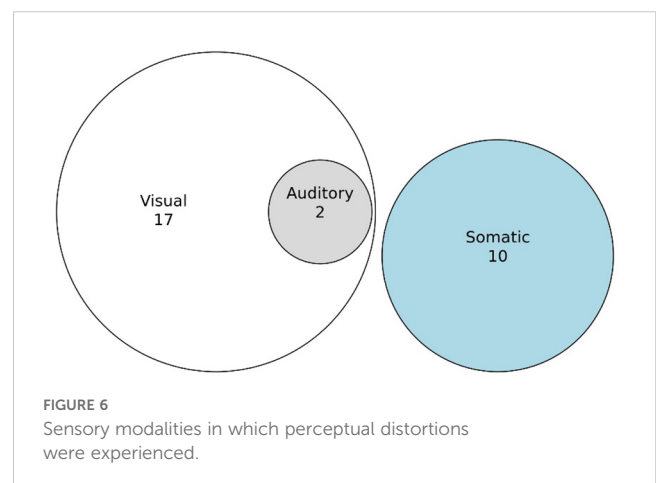 Visual
17
Auditory
2
Somatic
10
FIGURE 6
Sensory modalities in which perceptual distortions
were experienced.